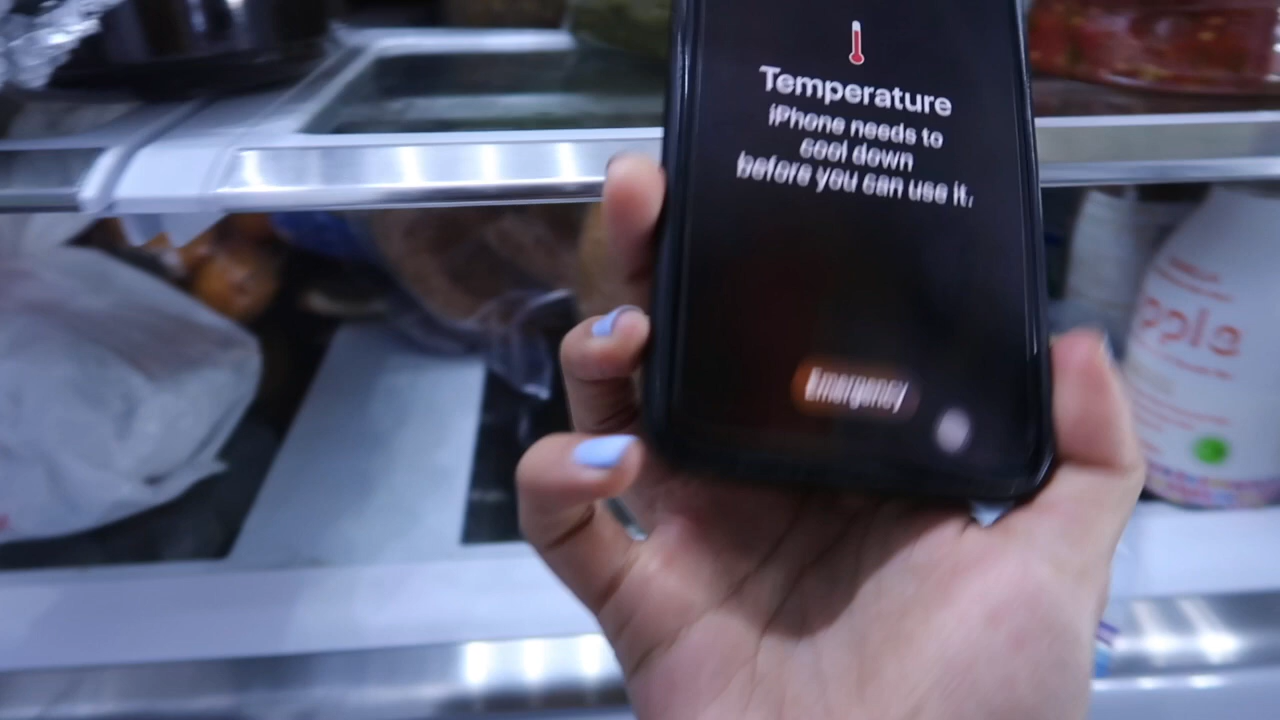 Temperature
iPhone needs to
cool down
before you can use it.
Emergency